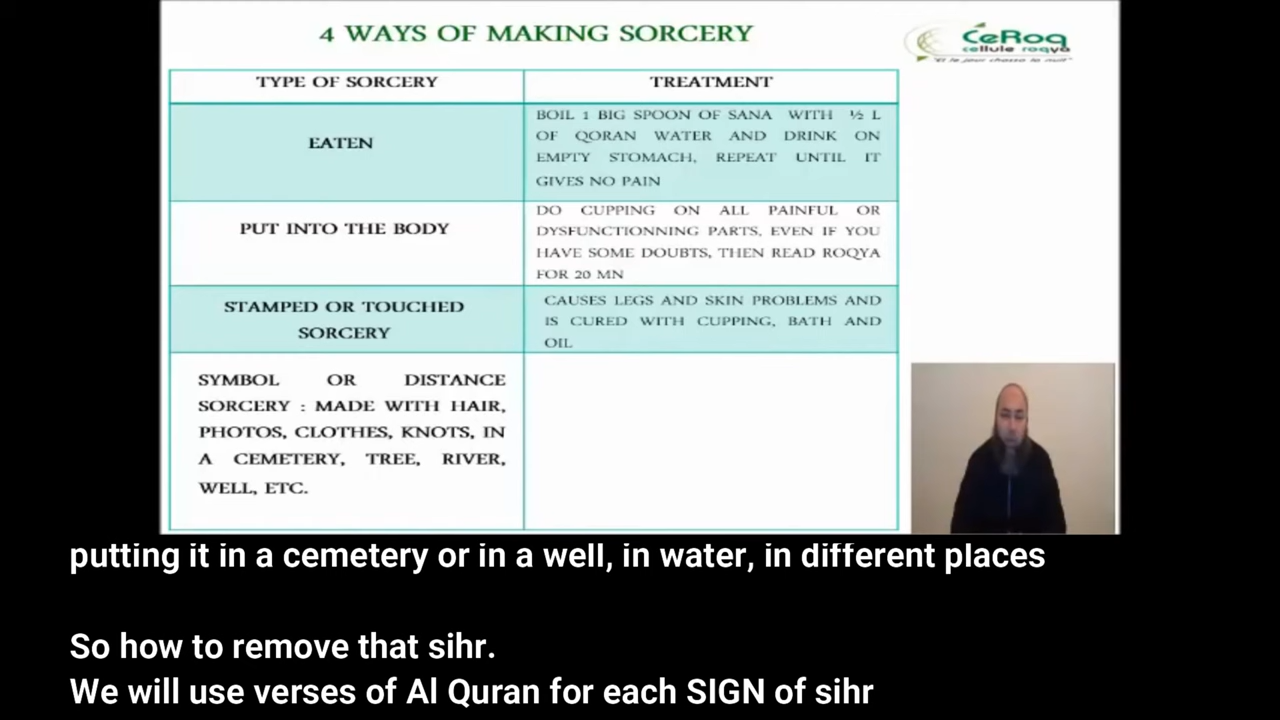 4 WAYS OF MAKING SORCERY
CeRoq
cellule roqya
"Et le jour chassa la nuit"
TYPE OF SORCERY
TREATMENT
EATEN
BOIL 1 BIG SPOON OF SANA WITH ½ L
OF QORAN WATER AND DRINK ON
EMPTY STOMACH, REPEAT UNTIL IT
GIVES NO PAIN
PUT INTO THE BODY
DO CUPPING ON ALL PAINFUL OR
DYSFUNCTIONNING PARTS, EVEN IF YOU
HAVE SOME DOUBTS, THEN READ ROQYA
FOR 20 MN
STAMPED OR TOUCHED
SORCERY
CAUSES LEGS AND SKIN PROBLEMS AND
IS CURED WITH CUPPING, BATH AND
OIL
SYMBOL OR DISTANCE
SORCERY : MADE WITH HAIR,
PHOTOS, CLOTHES, KNOTS, IN
A CEMETERY, TREE, RIVER,
WELL, ETC.
putting it in a cemetery or in a well, in water, in different places
So how to remove that sihr.
We will use verses of Al Quran for each SIGN of sihr